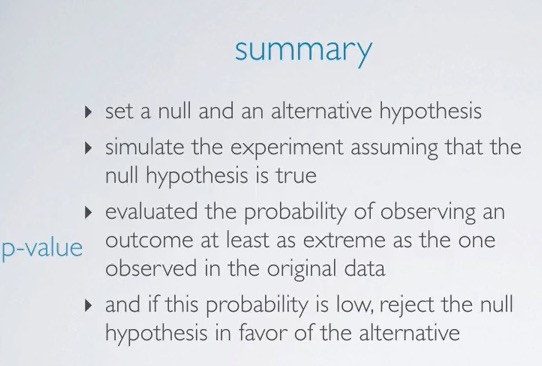 summary
‣ set a null and an alternative hypothesis
‣ simulate the experiment assuming that the
null hypothesis is true
‣ evaluated the probability of observing an
p-value outcome at least as extreme as the one
observed in the original data
‣ and if this probability is low, reject the null
hypothesis in favor of the alternative